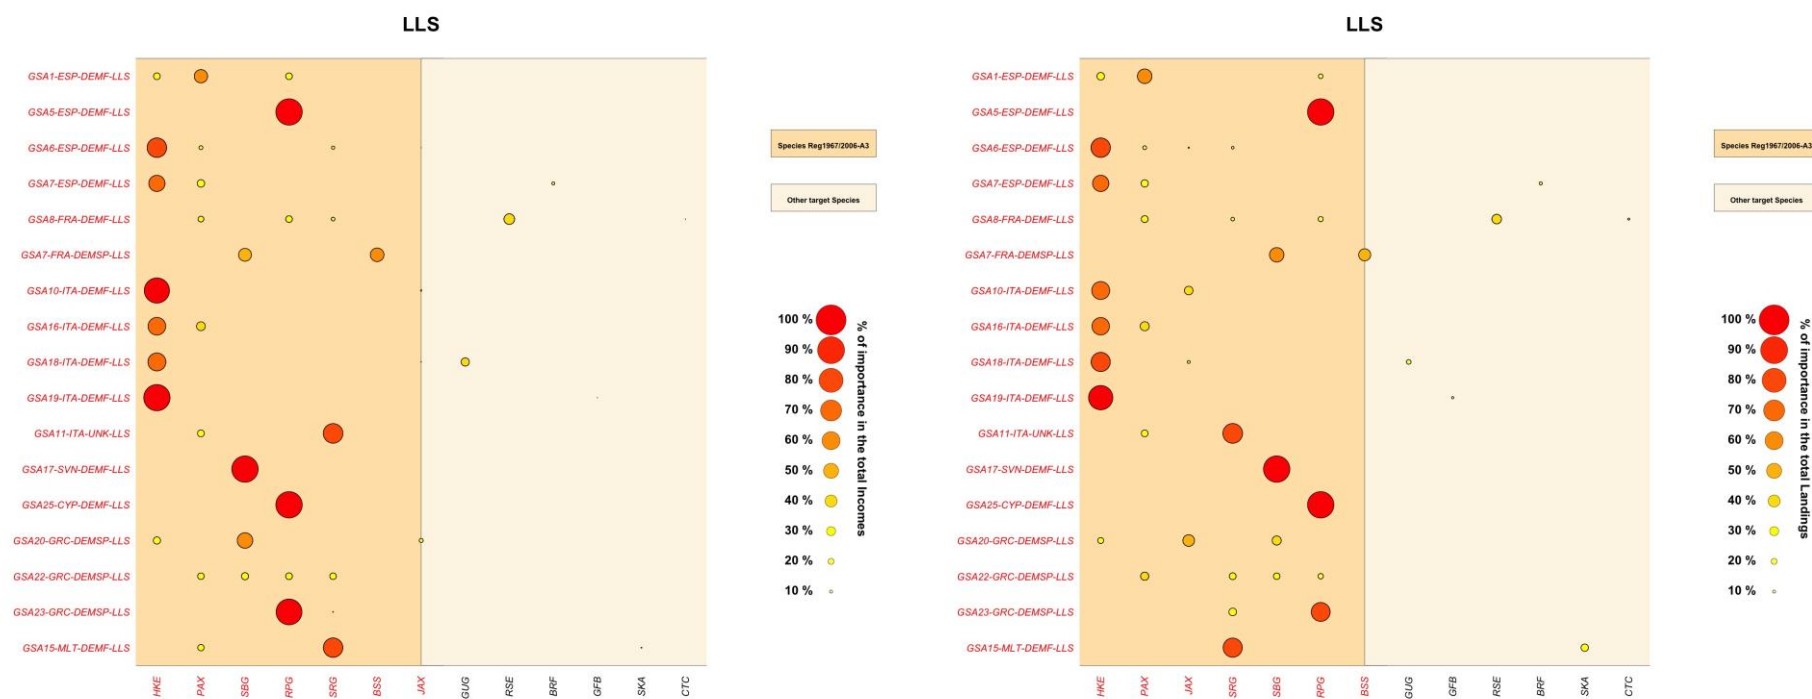 LLS
GSA1-ESP-DEMF-LLS
GSA5-ESP-DEMF-LLS
GSA6-ESP-DEMF-LLS
GSA7-ESP-DEMF-LLS
GSA8-FRA-DEMF-LLS
GSA7-FRA-DEMSP-LLS
GSA10-ITA-DEMF-LLS
GSA16-ITA-DEMF-LLS
GSA18-ITA-DEMF-LLS
GSA19-ITA-DEMF-LLS
GSA11-ITA-UNK-LLS
GSA17-SVN-DEMF-LLS
GSA25-CYP-DEMF-LLS
GSA20-GRC-DEMSP-LLS
GSA22-GRC-DEMSP-LLS
GSA23-GRC-DEMSP-LLS
GSA15-MLT-DEMF-LLS
HKE
PAX
SBG
RPG
SRG
BSS
JAX
GUG
RSE
BRF
GFB
SKA
CTC
Species Reg1967/2006-A3
Other target Species
100 %
90 %
80 %
70 %
60 %
50 %
40 %
30 %
20 %
10 %
% of importance in the total Incomes
LLS
GSA1-ESP-DEMF-LLS
GSA5-ESP-DEMF-LLS
GSA6-ESP-DEMF-LLS
GSA7-ESP-DEMF-LLS
GSA8-FRA-DEMF-LLS
GSA7-FRA-DEMSP-LLS
GSA10-ITA-DEMF-LLS
GSA16-ITA-DEMF-LLS
GSA18-ITA-DEMF-LLS
GSA19-ITA-DEMF-LLS
GSA11-ITA-UNK-LLS
GSA17-SVN-DEMF-LLS
GSA25-CYP-DEMF-LLS
GSA20-GRC-DEMSP-LLS
GSA22-GRC-DEMSP-LLS
GSA23-GRC-DEMSP-LLS
GSA15-MLT-DEMF-LLS
HKE
PAX
JAX
SRG
SBG
RPG
BSS
GUG
GFB
RSE
BRF
SKA
CTC
Species Reg1967/2006-A3
Other target Species
100 %
90 %
80 %
70 %
60 %
50 %
40 %
30 %
20 %
10 %
% of importance in the total Landings